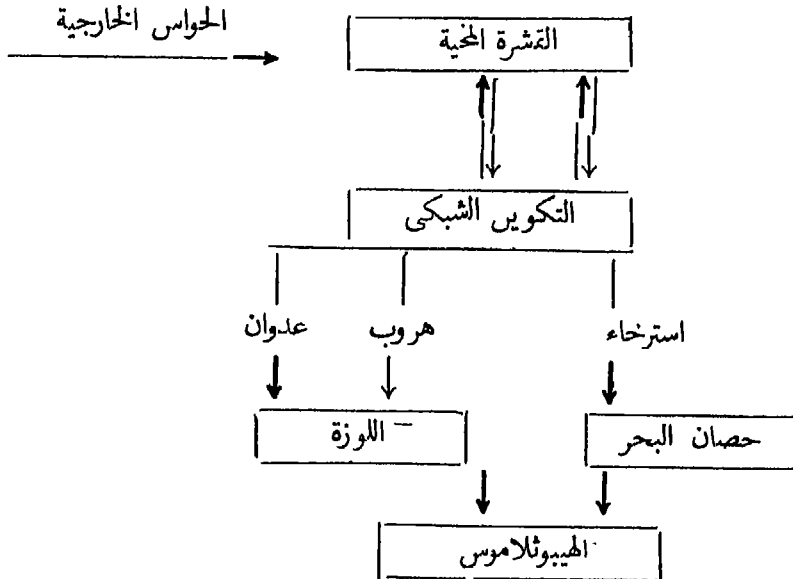 الحواس الخارجية
القشرة المخية
التكوين الشبكى
عدوان هروب استرخاء
اللوزة حصان البحر
الهيبوثلاموس